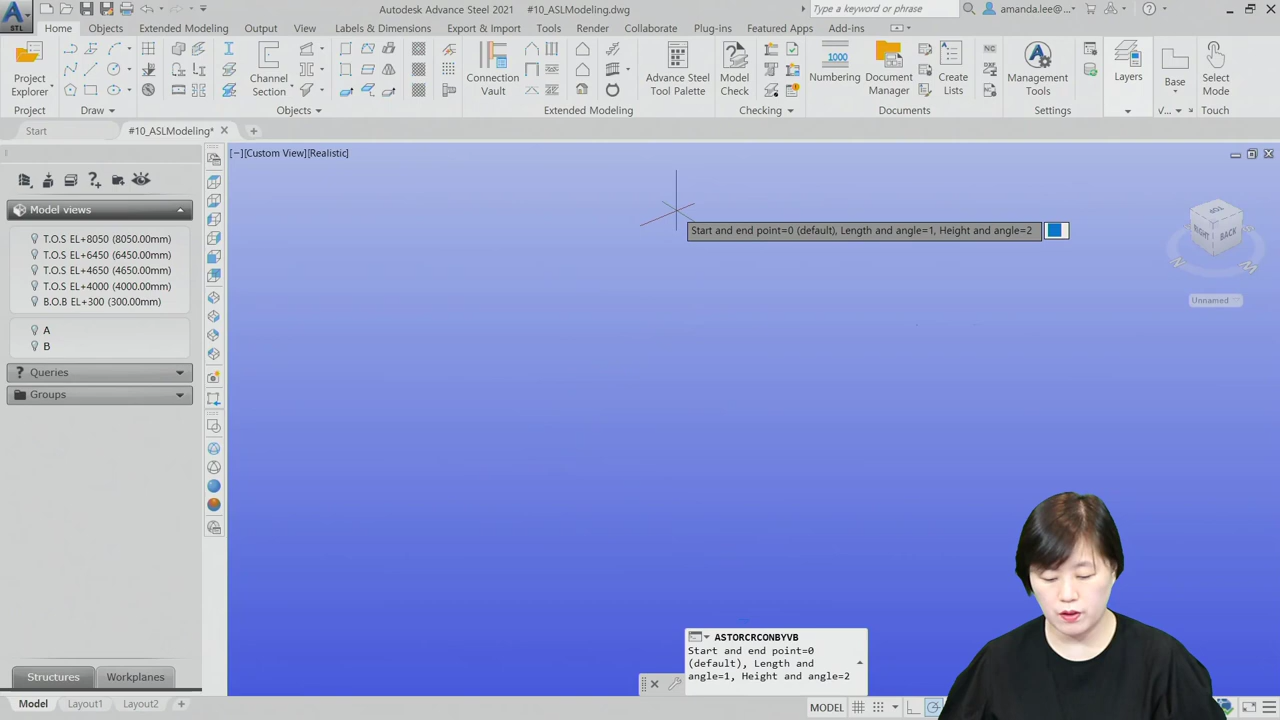 Autodesk Advance Steel 2021 #10_ASLModeling.dwg
Type a keyword or phrase
amanda.lee@...
STL
Home Objects Extended Modeling Output View Labels & Dimensions Export & Import Tools Render Collaborate Plug-ins Featured Apps Add-ins
Project
Explorer
Channel
Section
Connection
Vault
Advance Steel
Tool Palette
Model
Check
1000
Numbering
Document
Manager
Create
Lists
NC
Management
Tools
Layers
Base
Select
Mode
Project Draw Objects Extended Modeling Checking Documents Settings V... Touch
Start #10_ASLModeling*
[−][Custom View][Realistic]
Model views
T.O.S EL+8050 (8050.00mm)
T.O.S EL+6450 (6450.00mm)
T.O.S EL+4650 (4650.00mm)
T.O.S EL+4000 (4000.00mm)
B.O.B EL+300 (300.00mm)
A
B
Queries
Groups
Start and end point=0 (default), Length and angle=1, Height and angle=2
TOP
RIGHT
BACK
N
Unnamed
ASTORCRCONBYVB
Start and end point=0
(default), Length and
angle=1, Height and angle=2
Structures Workplanes
Model Layout1 Layout2
MODEL